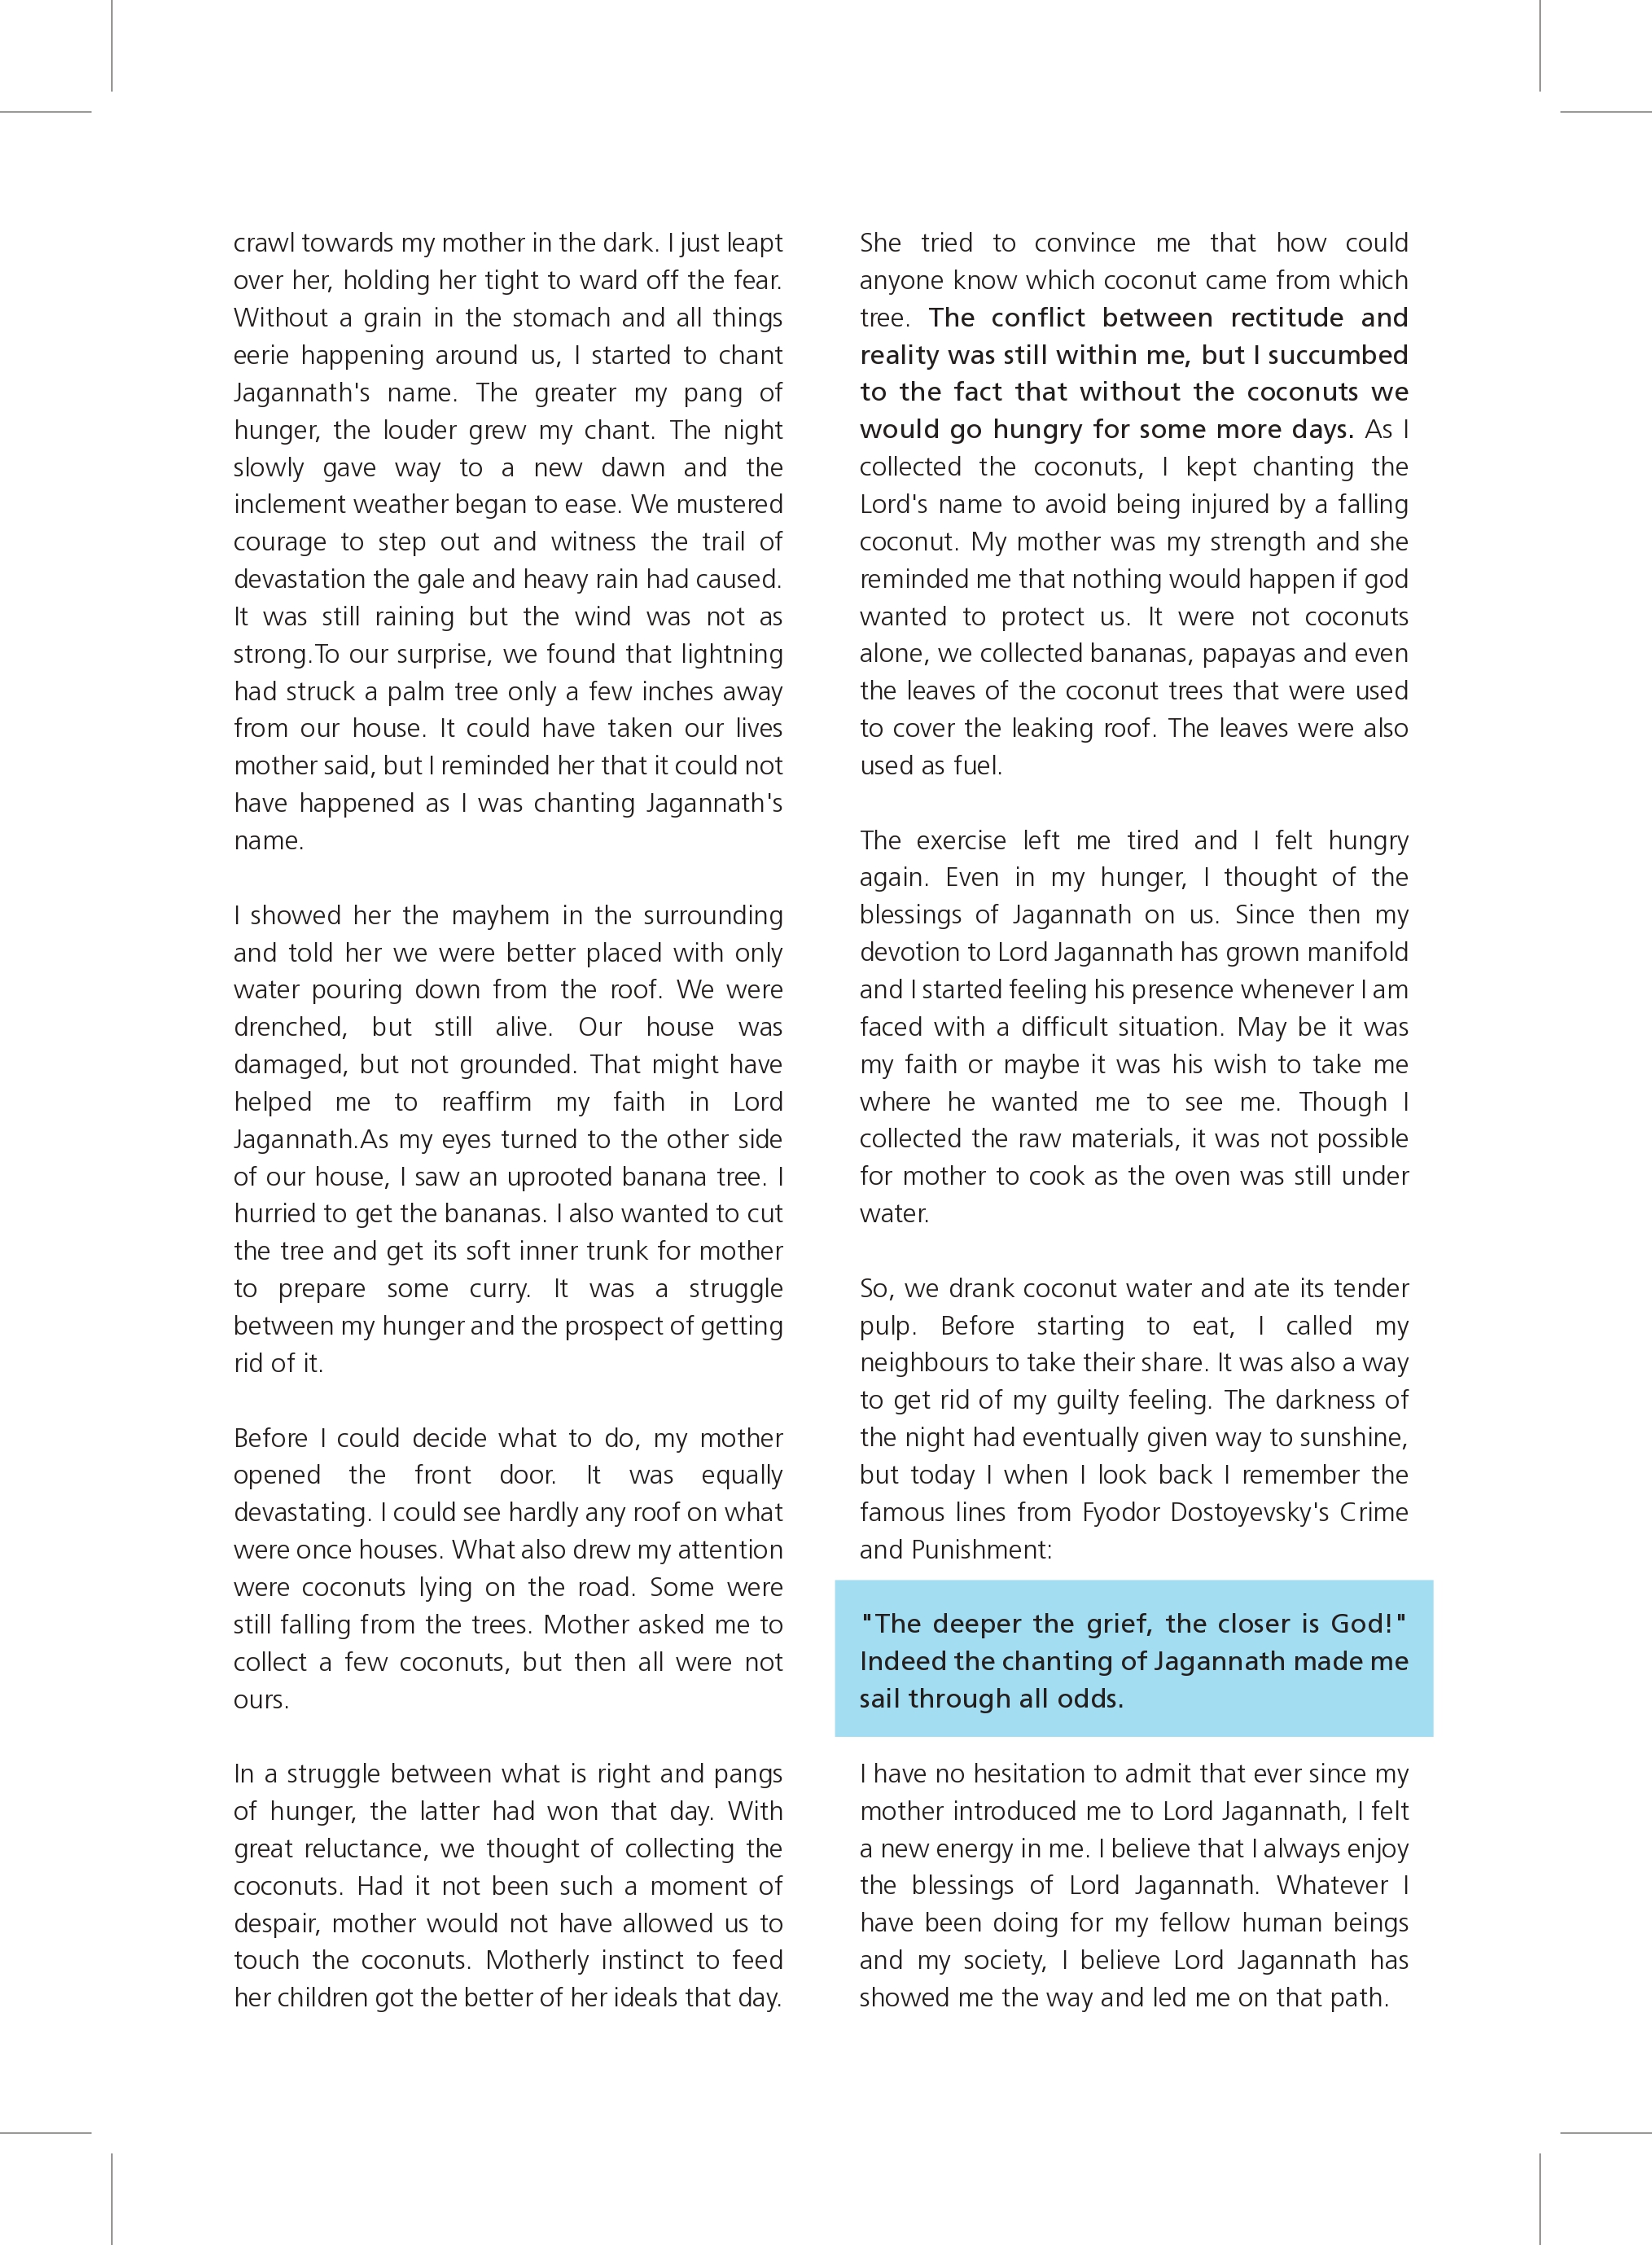 crawl towards my mother in the dark. I just leapt
over her, holding her tight to ward off the fear.
Without a grain in the stomach and all things
eerie happening around us, I started to chant
Jagannath's name. The greater my pang of
hunger, the louder grew my chant. The night
slowly gave way to a new dawn and the
inclement weather began to ease. We mustered
courage to step out and witness the trail of
devastation the gale and heavy rain had caused.
It was still raining but the wind was not as
strong.To our surprise, we found that lightning
had struck a palm tree only a few inches away
from our house. It could have taken our lives
mother said, but I reminded her that it could not
have happened as I was chanting Jagannath's
name.

I showed her the mayhem in the surrounding
and told her we were better placed with only
water pouring down from the roof. We were
drenched, but still alive. Our house was
damaged, but not grounded. That might have
helped me to reaffirm my faith in Lord
Jagannath.As my eyes turned to the other side
of our house, I saw an uprooted banana tree. I
hurried to get the bananas. I also wanted to cut
the tree and get its soft inner trunk for mother
to prepare some curry. It was a struggle
between my hunger and the prospect of getting
rid of it.

Before I could decide what to do, my mother
opened the front door. It was equally
devastating. I could see hardly any roof on what
were once houses. What also drew my attention
were coconuts lying on the road. Some were
still falling from the trees. Mother asked me to
collect a few coconuts, but then all were not
ours.

In a struggle between what is right and pangs
of hunger, the latter had won that day. With
great reluctance, we thought of collecting the
coconuts. Had it not been such a moment of
despair, mother would not have allowed us to
touch the coconuts. Motherly instinct to feed
her children got the better of her ideals that day.

She tried to convince me that how could
anyone know which coconut came from which
tree. The conflict between rectitude and
reality was still within me, but I succumbed
to the fact that without the coconuts we
would go hungry for some more days. As I
collected the coconuts, I kept chanting the
Lord's name to avoid being injured by a falling
coconut. My mother was my strength and she
reminded me that nothing would happen if god
wanted to protect us. It were not coconuts
alone, we collected bananas, papayas and even
the leaves of the coconut trees that were used
to cover the leaking roof. The leaves were also
used as fuel.

The exercise left me tired and I felt hungry
again. Even in my hunger, I thought of the
blessings of Jagannath on us. Since then my
devotion to Lord Jagannath has grown manifold
and I started feeling his presence whenever I am
faced with a difficult situation. May be it was
my faith or maybe it was his wish to take me
where he wanted me to see me. Though I
collected the raw materials, it was not possible
for mother to cook as the oven was still under
water.

So, we drank coconut water and ate its tender
pulp. Before starting to eat, I called my
neighbours to take their share. It was also a way
to get rid of my guilty feeling. The darkness of
the night had eventually given way to sunshine,
but today I when I look back I remember the
famous lines from Fyodor Dostoyevsky's Crime
and Punishment:

"The deeper the grief, the closer is God!"
Indeed the chanting of Jagannath made me
sail through all odds.

I have no hesitation to admit that ever since my
mother introduced me to Lord Jagannath, I felt
a new energy in me. I believe that I always enjoy
the blessings of Lord Jagannath. Whatever I
have been doing for my fellow human beings
and my society, I believe Lord Jagannath has
showed me the way and led me on that path.